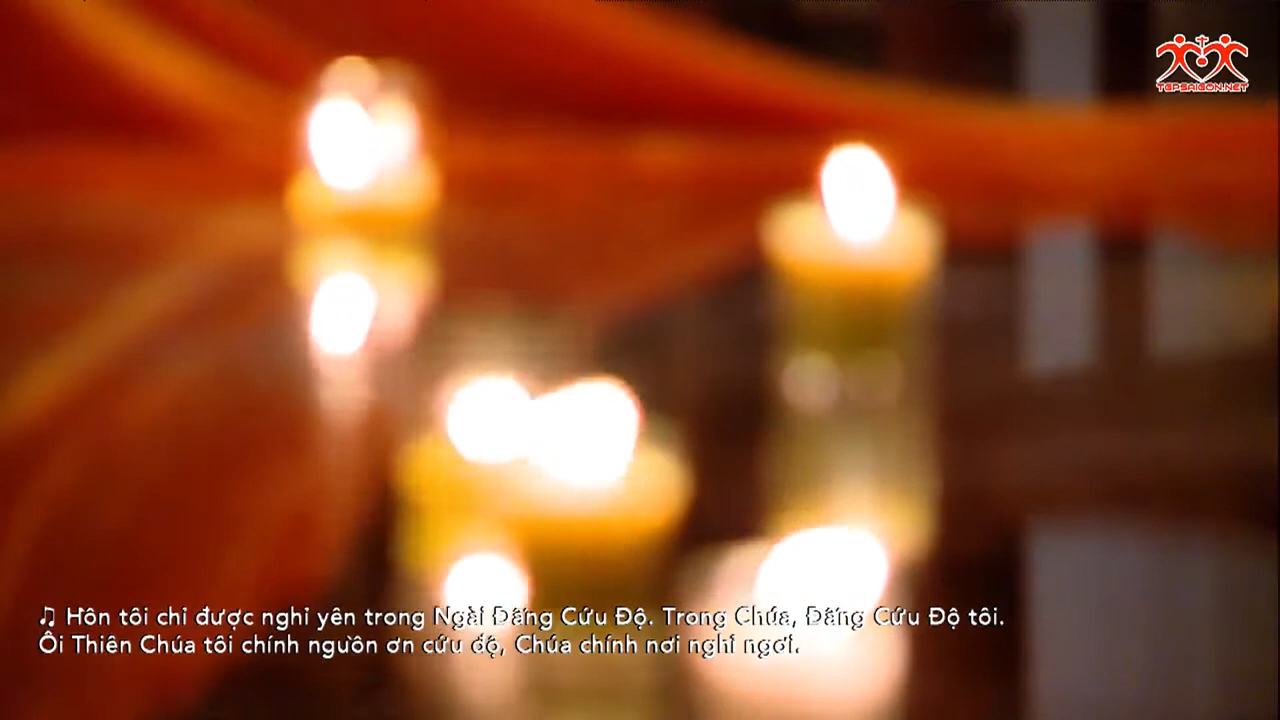 TGPSAIGON.NET
♫ Hồn tôi chỉ được nghỉ yên trong Ngài Đấng Cứu Độ. Trong Chúa, Đấng Cứu Độ tôi.
Ôi Thiên Chúa tôi chính nguồn ơn cứu độ, Chúa chính nơi nghỉ ngơi.